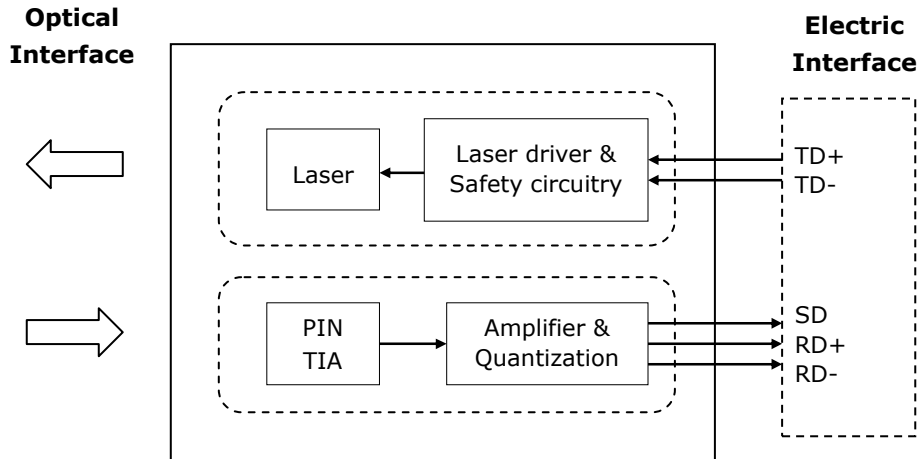 Optical
Interface
Electric
Interface
Laser
Laser driver &
Safety circuitry
TD+
TD-
PIN
TIA
Amplifier &
Quantization
SD
RD+
RD-